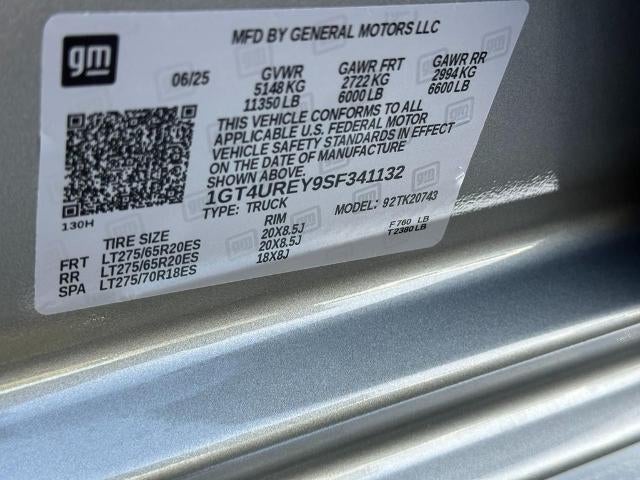 gm
MFD BY GENERAL MOTORS LLC
06/25 GVWR GAWR FRT GAWR RR
5148 KG 2722 KG 2994 KG
11350 LB 6000 LB 6600 LB
THIS VEHICLE CONFORMS TO ALL
APPLICABLE U.S. FEDERAL MOTOR
VEHICLE SAFETY STANDARDS IN EFFECT
ON THE DATE OF MANUFACTURE
SHOWN ABOVE.
1GT4UREY9SF341132
130H TYPE: TRUCK MODEL: 92TK20743
TIRE SIZE RIM F760 LB
FRT LT275/65R20ES 20X8.5J T2380 LB
RR LT275/65R20ES 20X8.5J
SPA LT275/70R18ES 18X8J